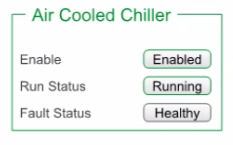 Air Cooled Chiller
Enable Enabled
Run Status Running
Fault Status Healthy